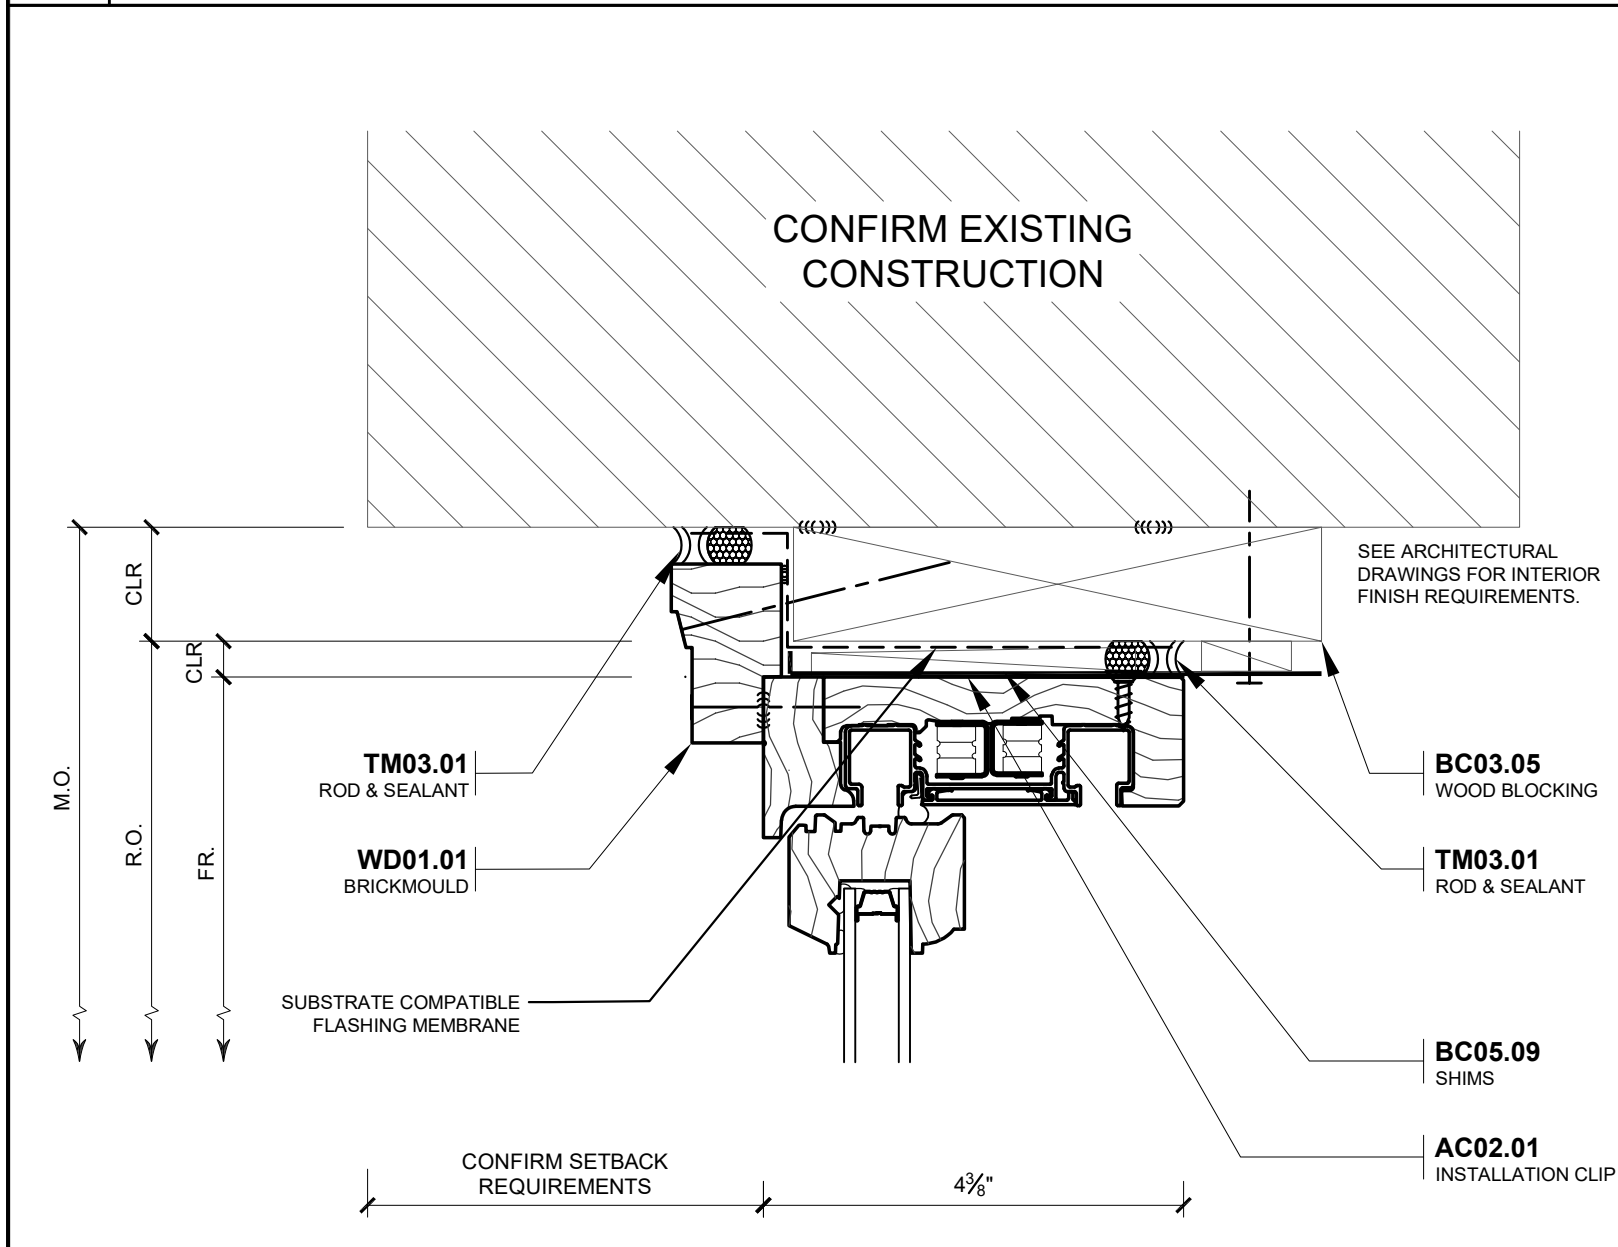 CONFIRM EXISTING
CONSTRUCTION
SEE ARCHITECTURAL
DRAWINGS FOR INTERIOR
FINISH REQUIREMENTS.
CLR
CLR
M.O.
R.O.
FR.
TM03.01
ROD & SEALANT
WD01.01
BRICKMOULD
SUBSTRATE COMPATIBLE
FLASHING MEMBRANE
BC03.05
WOOD BLOCKING
TM03.01
ROD & SEALANT
BC05.09
SHIMS
AC02.01
INSTALLATION CLIP
CONFIRM SETBACK
REQUIREMENTS
4⅜"